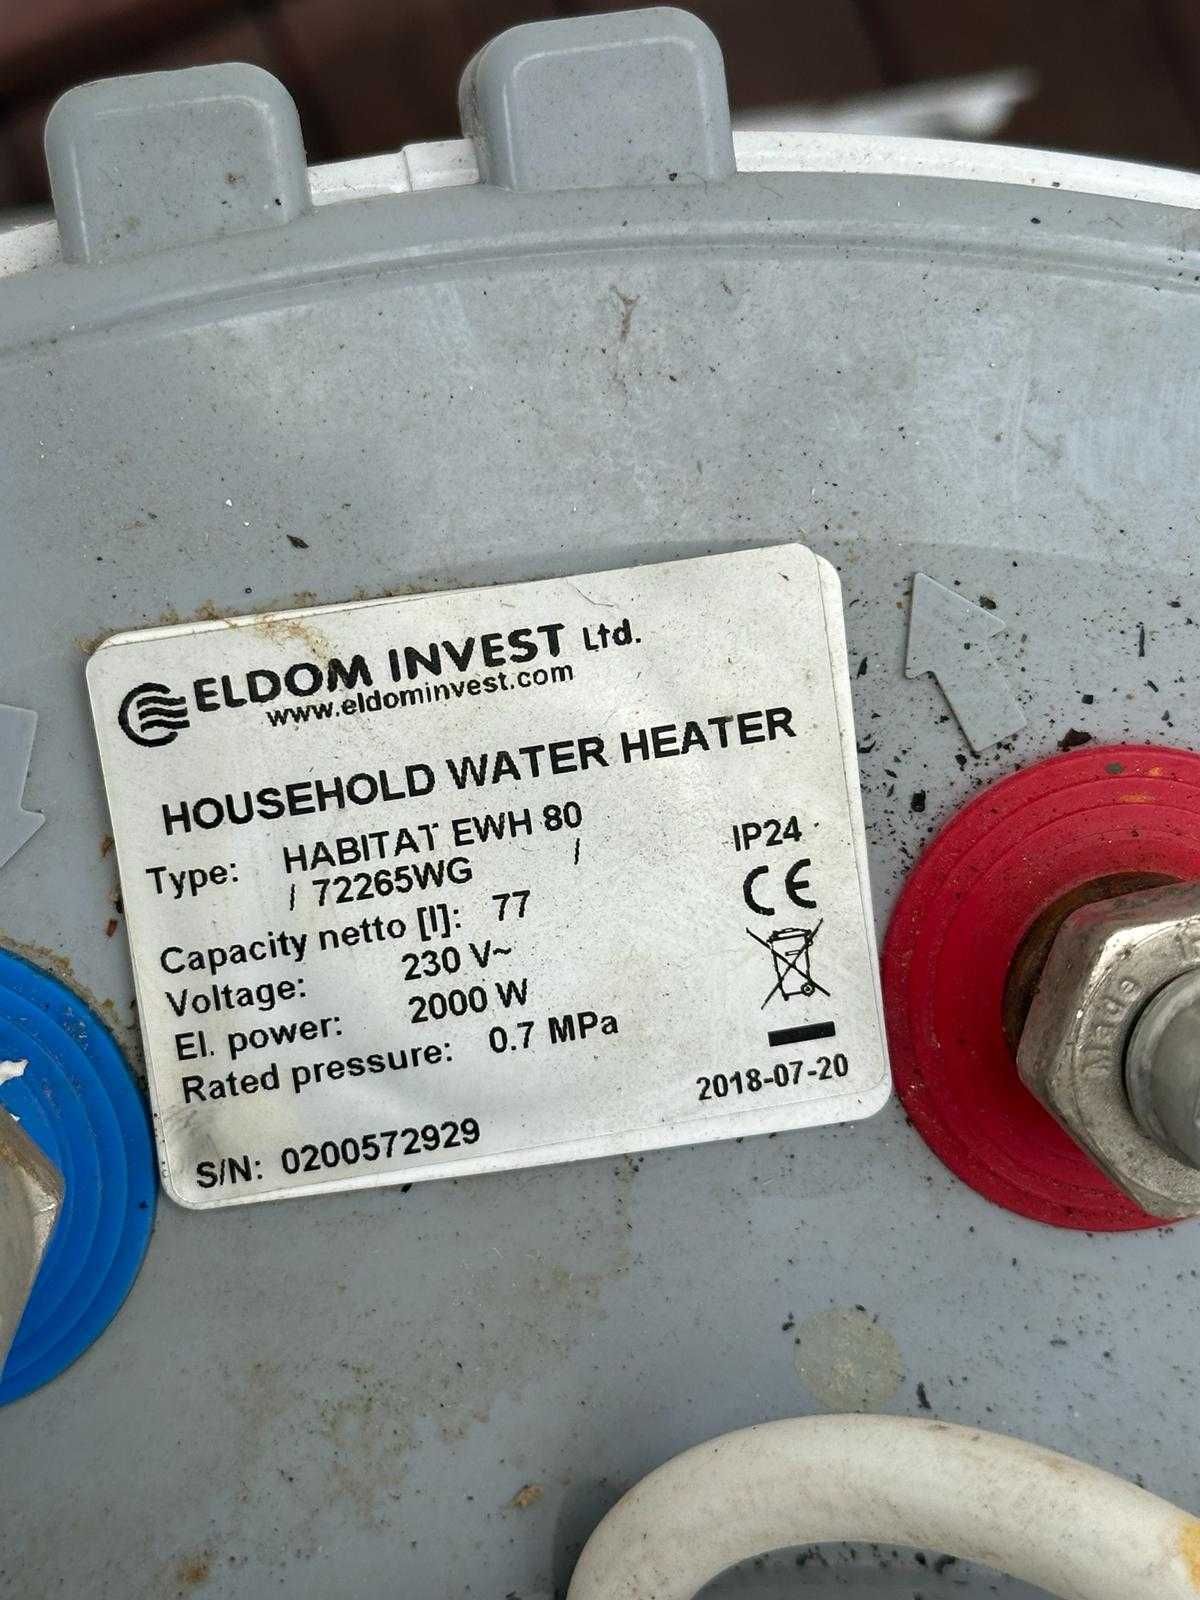 ELDOM INVEST Ltd.
www.eldominvest.com
HOUSEHOLD WATER HEATER
Type: HABITAT EWH 80
/ 72265WG /
IP24
CE
Capacity netto [l]: 77
Voltage: 230 V~
El. power: 2000 W
Rated pressure: 0.7 MPa
2018-07-20
S/N: 0200572929
Made